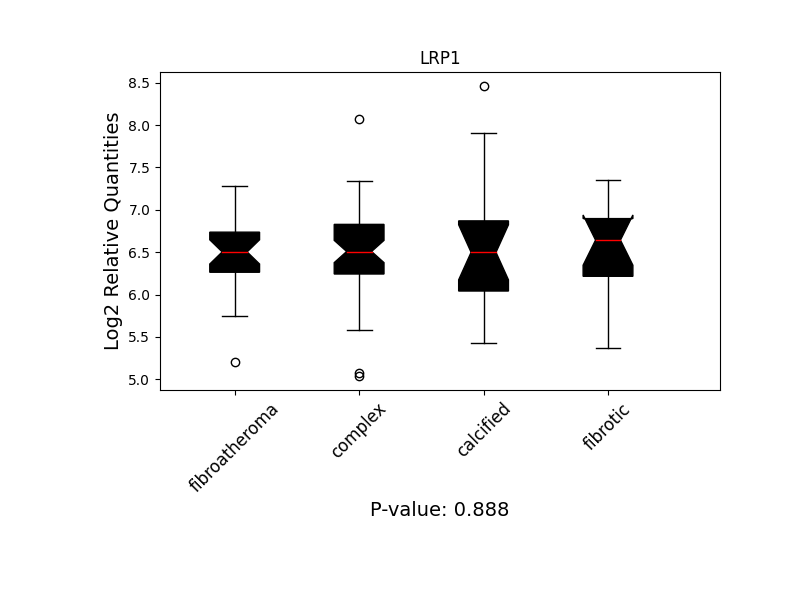 LRP1
Log2 Relative Quantities
8.5
8.0
7.5
7.0
6.5
6.0
5.5
5.0
fibroatheroma
complex
calcified
fibrotic
P-value: 0.888